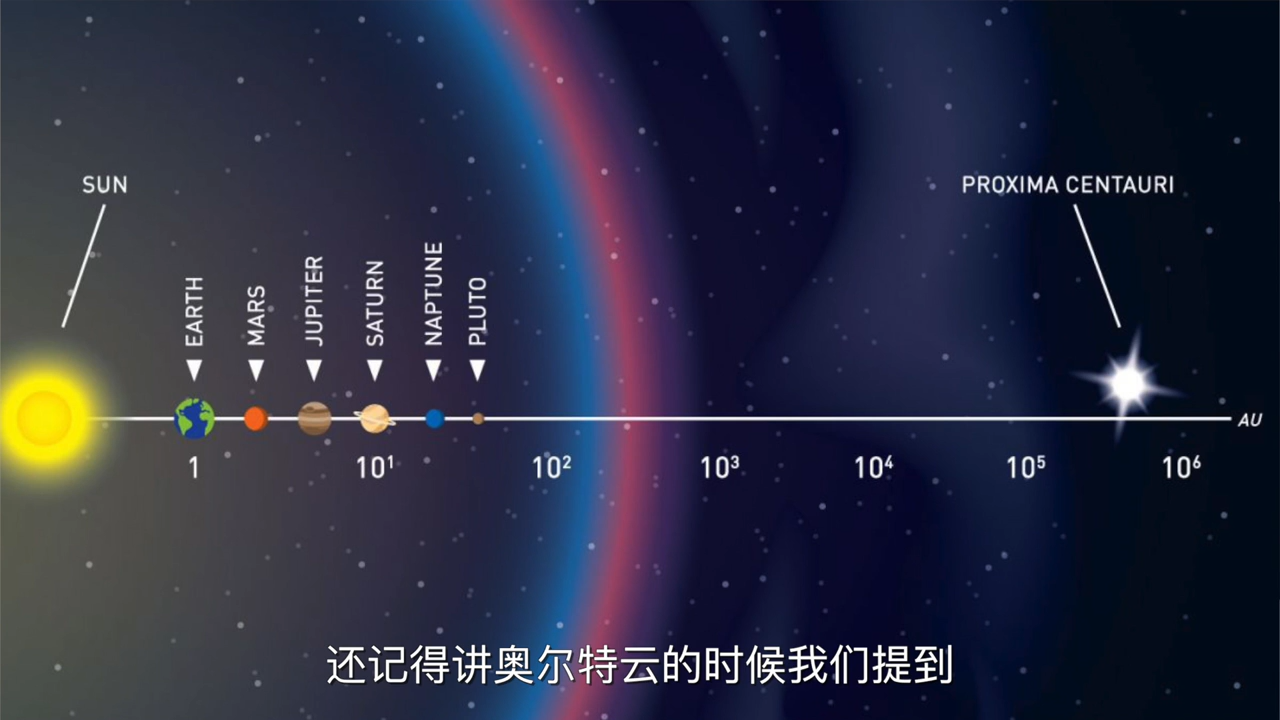 SUN
PROXIMA CENTAURI
EARTH
MARS
JUPITER
SATURN
NAPTUNE
PLUTO
AU
1
10¹
10²
10³
10⁴
10⁵
10⁶
还记得讲奥尔特云的时候我们提到